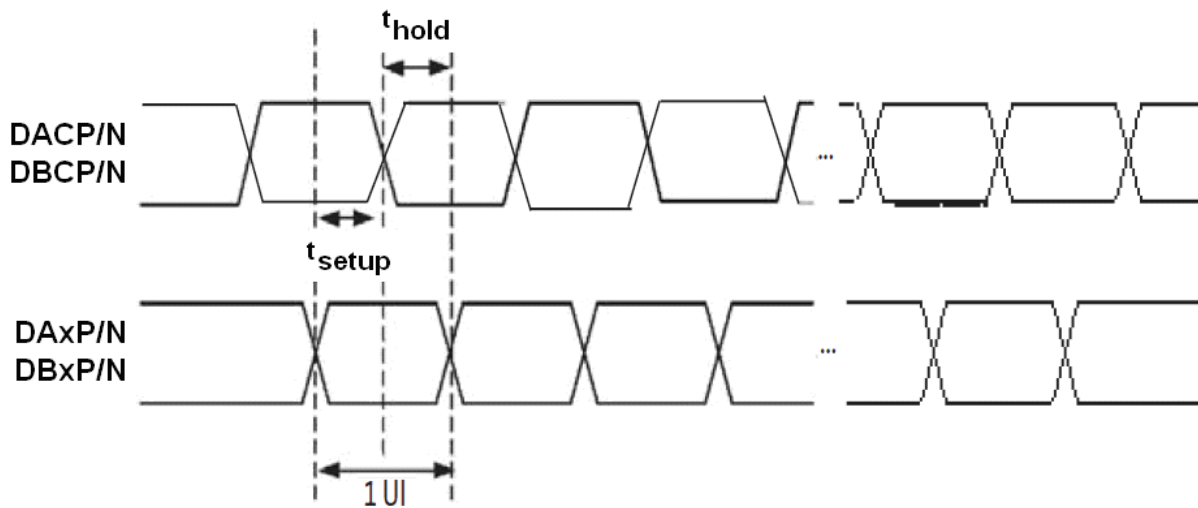 thold
DACP/N
DBCP/N
...
tsetup
DAxP/N
DBxP/N
...
1 UI